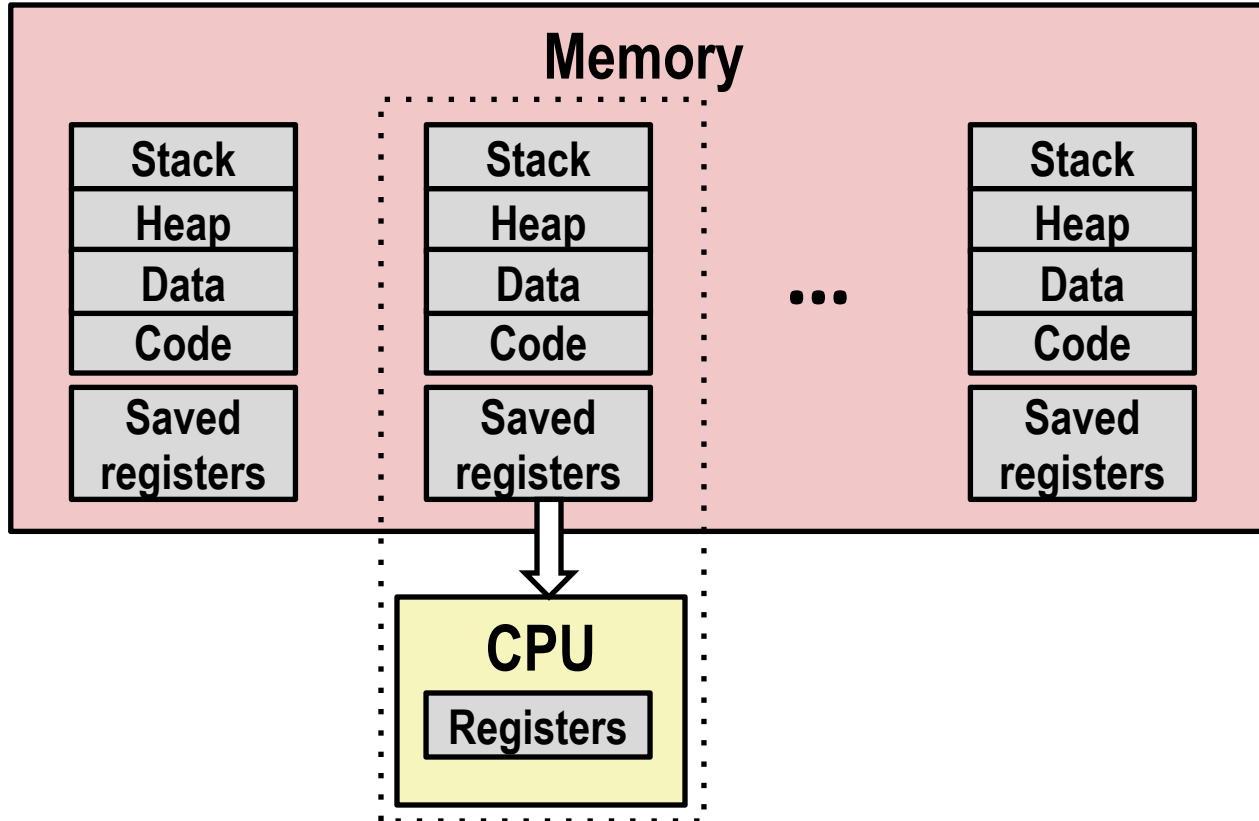 Memory
Stack
Heap
Data
Code
Saved
registers
Stack
Heap
Data
Code
Saved
registers
...
Stack
Heap
Data
Code
Saved
registers
CPU
Registers